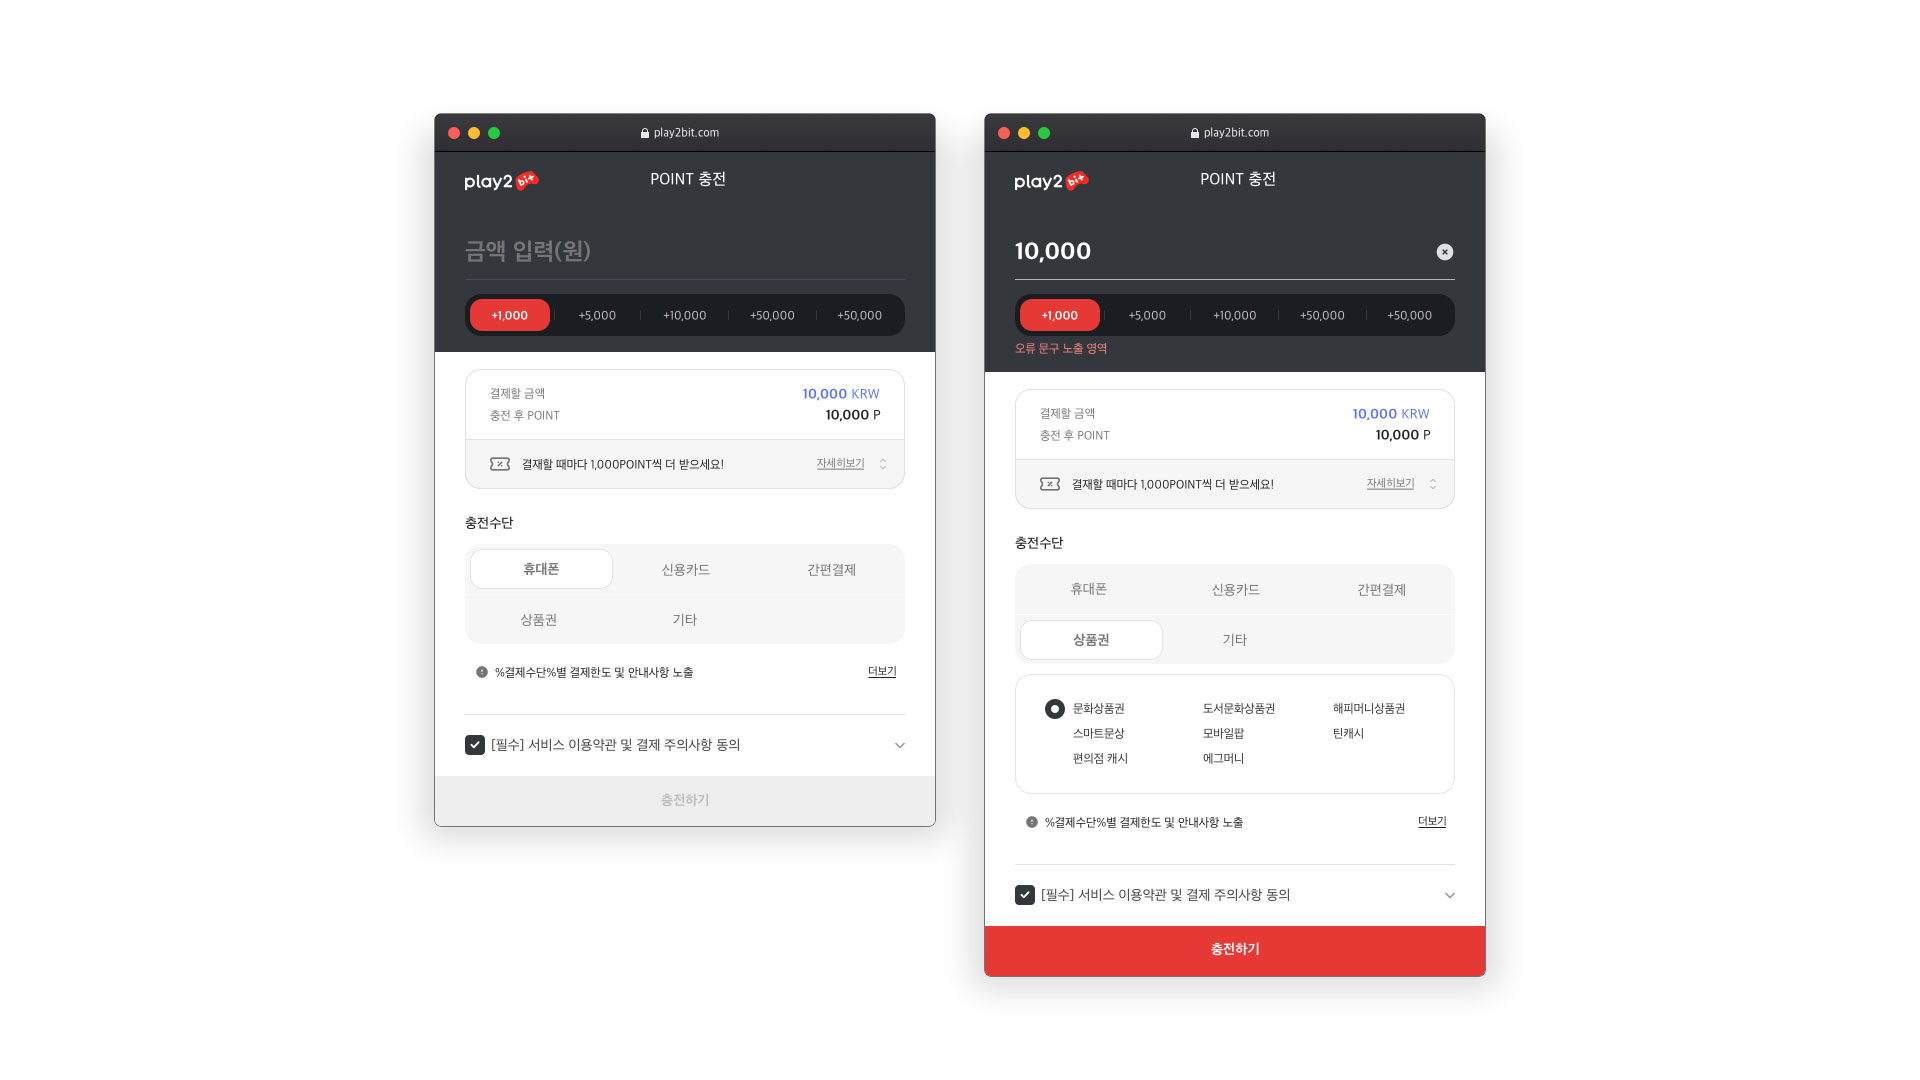 play2bit.com
play2 bit
POINT 충전
금액 입력(원)
+1,000 +5,000 +10,000 +50,000 +50,000
결제할 금액 10,000 KRW
충전 후 POINT 10,000 P
결재할 때마다 1,000POINT씩 더 받으세요! 자세히보기
충전수단
휴대폰 신용카드 간편결제
상품권 기타
%결제수단%별 결제한도 및 안내사항 노출 더보기
[필수] 서비스 이용약관 및 결제 주의사항 동의
충전하기
play2bit.com
play2 bit
POINT 충전
10,000
+1,000 +5,000 +10,000 +50,000 +50,000
오류 문구 노출 영역
결제할 금액 10,000 KRW
충전 후 POINT 10,000 P
결재할 때마다 1,000POINT씩 더 받으세요! 자세히보기
충전수단
휴대폰 신용카드 간편결제
상품권 기타
문화상품권 도서문화상품권 해피머니상품권
스마트문상 모바일팝 틴캐시
편의점 캐시 에그머니
%결제수단%별 결제한도 및 안내사항 노출 더보기
[필수] 서비스 이용약관 및 결제 주의사항 동의
충전하기